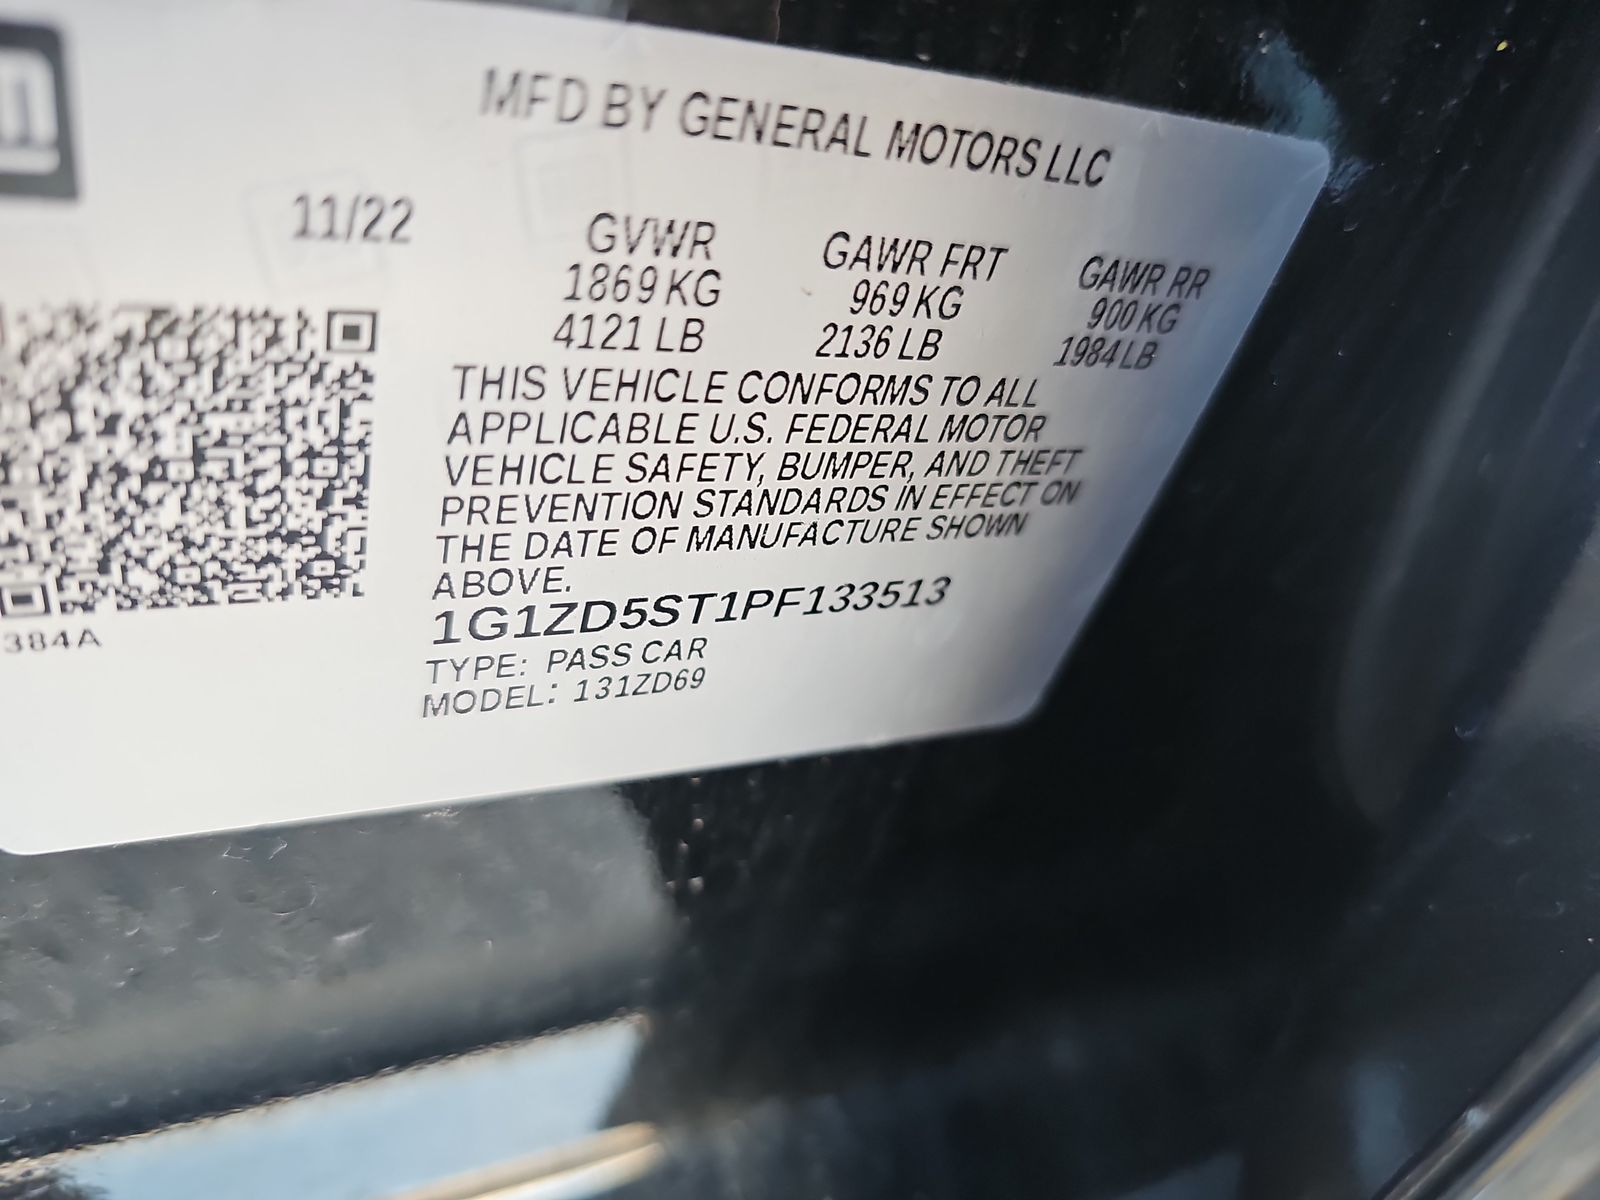 MFD BY GENERAL MOTORS LLC
11/22
GVWR GAWR FRT GAWR RR
1869 KG 969 KG 900 KG
4121 LB 2136 LB 1984 LB
THIS VEHICLE CONFORMS TO ALL
APPLICABLE U.S. FEDERAL MOTOR
VEHICLE SAFETY, BUMPER, AND THEFT
PREVENTION STANDARDS IN EFFECT ON
THE DATE OF MANUFACTURE SHOWN
ABOVE.
1G1ZD5ST1PF133513
384A
TYPE: PASS CAR
MODEL: 131ZD69